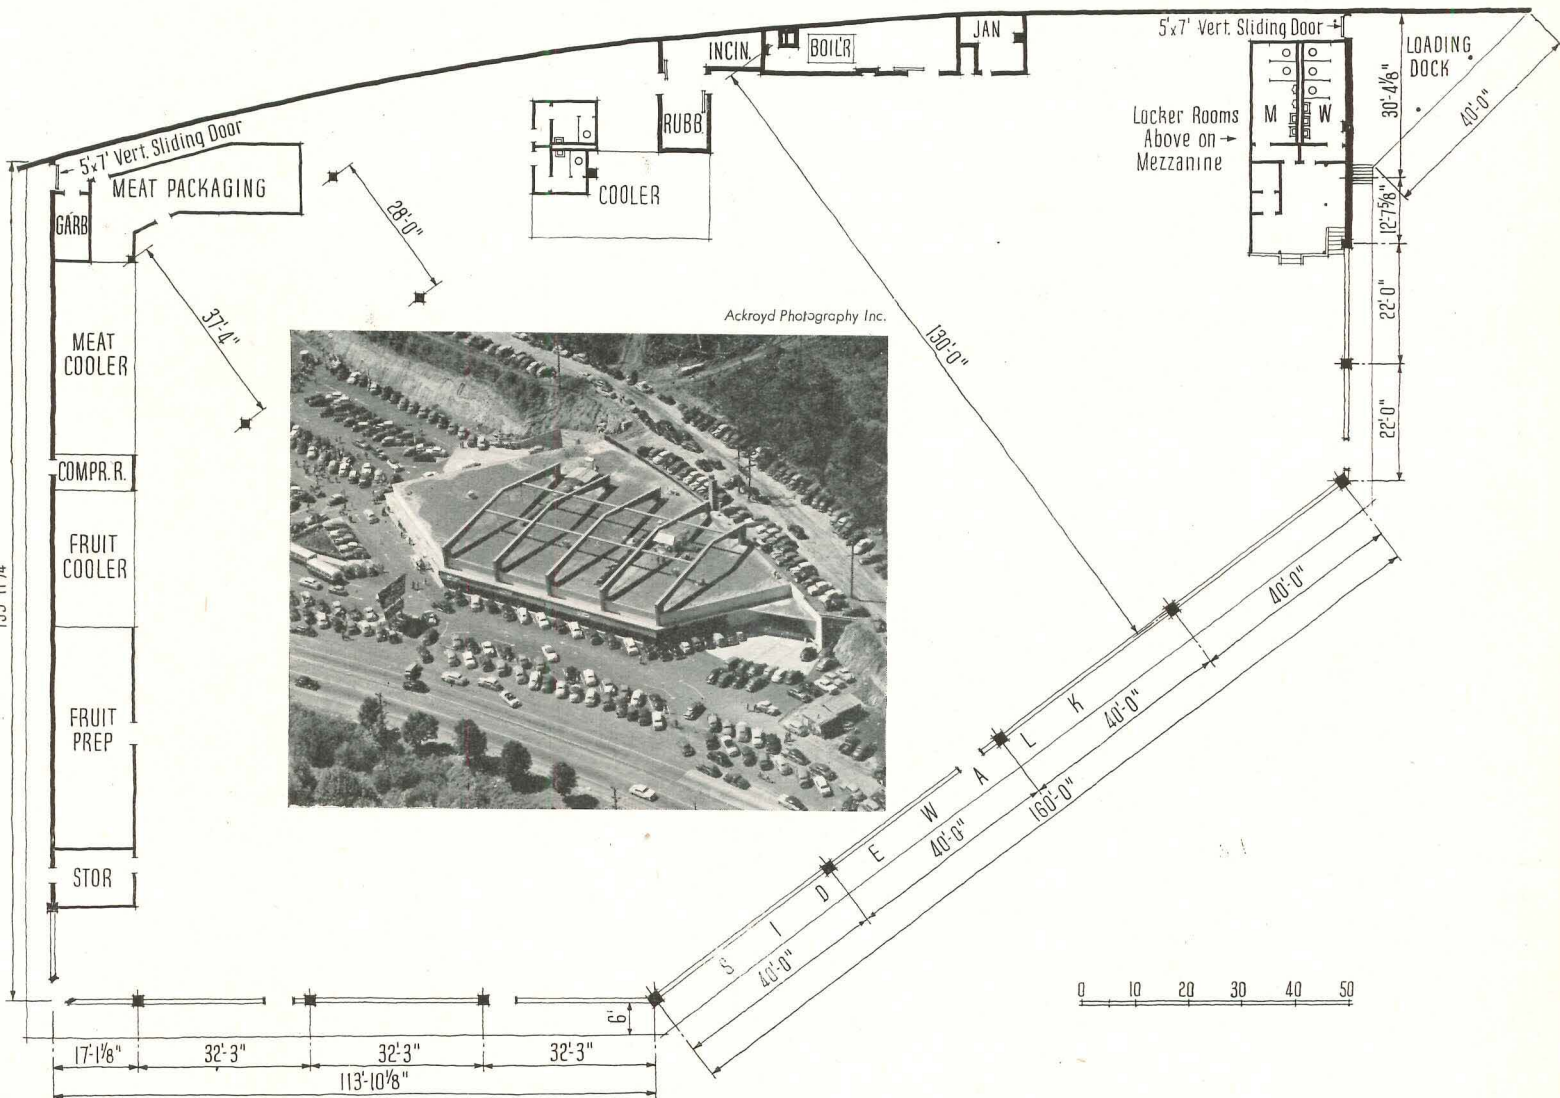 JAN
5'x7' Vert. Sliding Door
LOADING
DOCK
INCIN.
BOIL'R
30'-4⅛"
40'-0"
RUBB.
Locker Rooms
Above on
Mezzanine
M
W
5'x7' Vert. Sliding Door
MEAT PACKAGING
COOLER
GARB
28'-0"
12'-7⅝"
37'-4"
22'-0"
Ackroyd Photography Inc.
130'-0"
MEAT
COOLER
22'-0"
COMPR. R.
FRUIT
COOLER
40'-0"
FRUIT
PREP
40'-0"
160'-0"
40'-0"
STOR
SIDEWALK
40'-0"
6'
0 10 20 30 40 50
17'-1⅛"
32'-3"
32'-3"
32'-3"
113'-10⅛"